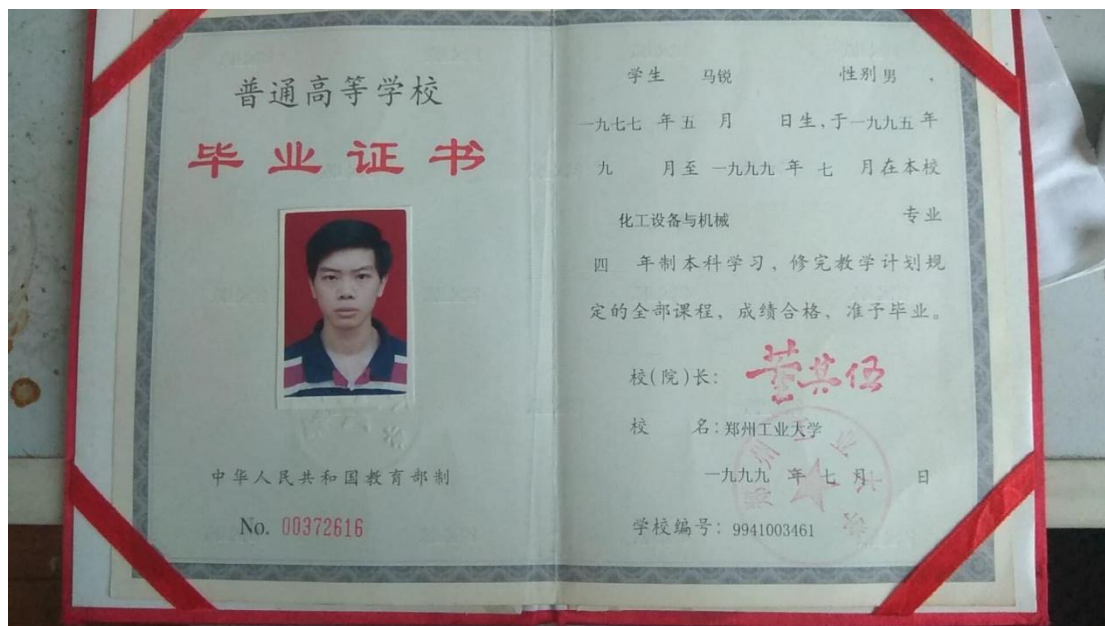 普通高等学校
毕业证书
中华人民共和国教育部制
No. 00372616
学生 马锐 性别 男 ,
一九七七 年 五 月 日生,于一九九五 年
九 月至 一九九九 年 七 月在本校
化工设备与机械 专业
四 年制本科学习,修完教学计划规
定的全部课程,成绩合格,准予毕业。
校(院)长: 董其伍
校 名: 郑州工业大学
一九九九 年 七 月 日
学校编号: 9941003461